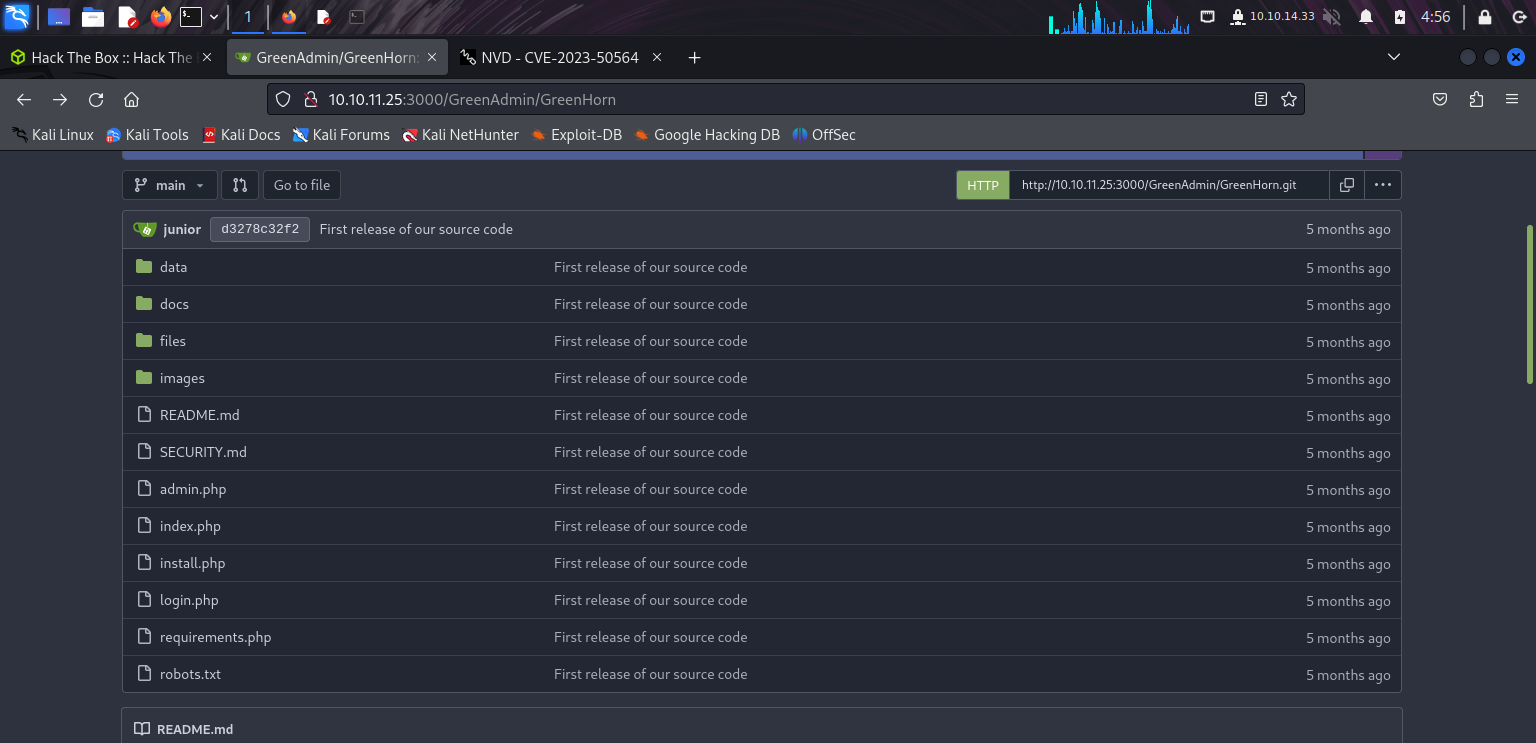 1 10.10.14.33 4:56
Hack The Box :: Hack The GreenAdmin/GreenHorn: NVD - CVE-2023-50564
10.10.11.25:3000/GreenAdmin/GreenHorn
Kali Linux Kali Tools Kali Docs Kali Forums Kali NetHunter Exploit-DB Google Hacking DB OffSec
main Go to file HTTP http://10.10.11.25:3000/GreenAdmin/GreenHorn.git
junior d3278c32f2 First release of our source code 5 months ago
data First release of our source code 5 months ago
docs First release of our source code 5 months ago
files First release of our source code 5 months ago
images First release of our source code 5 months ago
README.md First release of our source code 5 months ago
SECURITY.md First release of our source code 5 months ago
admin.php First release of our source code 5 months ago
index.php First release of our source code 5 months ago
install.php First release of our source code 5 months ago
login.php First release of our source code 5 months ago
requirements.php First release of our source code 5 months ago
robots.txt First release of our source code 5 months ago
README.md